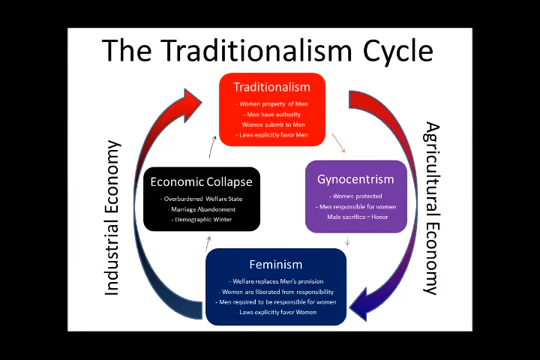 The Traditionalism Cycle
Traditionalism
- Women property of Men
- Men have authority
Women submit to Men
- Laws explicitly favor Men
Agricultural Economy
Gynocentrism
- Women protected
- Men responsible for women
Male sacrifice = Honor
Feminism
- Welfare replaces Men's provision
- Women are liberated from responsibility
- Men required to be responsible for women
Laws explicitly favor Women
Economic Collapse
- Overburdered Welfare State
- Marriage Abandonment
- Demographic Winter
Industrial Economy